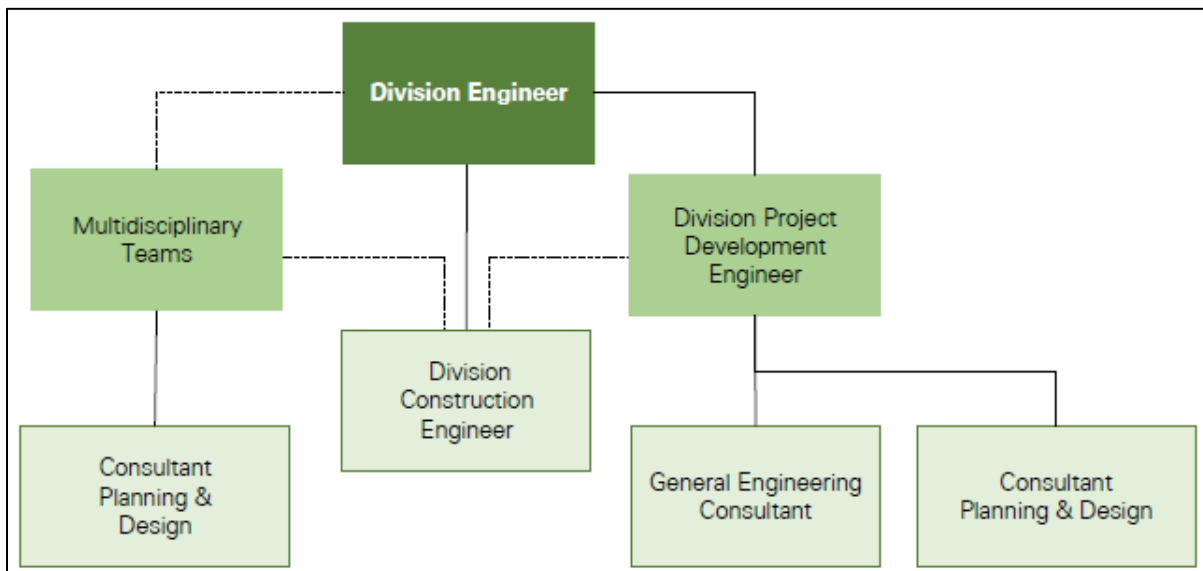 Division Engineer
Multidisciplinary
Teams
Division Project
Development
Engineer
Division
Construction
Engineer
Consultant
Planning &
Design
General Engineering
Consultant
Consultant
Planning & Design